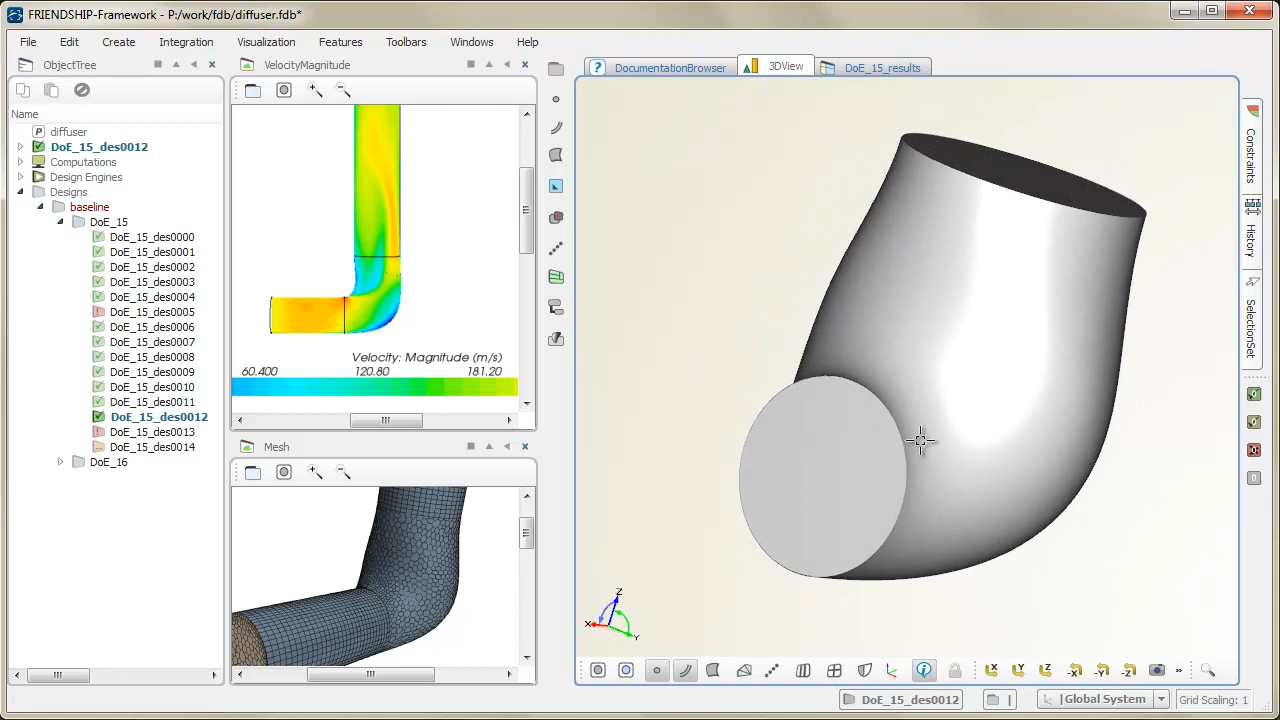 FRIENDSHIP-Framework - P:/work/fdb/diffuser.fdb*
File Edit Create Integration Visualization Features Toolbars Windows Help
ObjectTree
Name
P diffuser
DoE_15_des0012
Computations
Design Engines
Designs
baseline
DoE_15
DoE_15_des0000
DoE_15_des0001
DoE_15_des0002
DoE_15_des0003
DoE_15_des0004
DoE_15_des0005
DoE_15_des0006
DoE_15_des0007
DoE_15_des0008
DoE_15_des0009
DoE_15_des0010
DoE_15_des0011
DoE_15_des0012
DoE_15_des0013
DoE_15_des0014
DoE_16
VelocityMagnitude
Velocity: Magnitude (m/s)
60.400 120.80 181.20
Mesh
? DocumentationBrowser 3DView DoE_15_results
Z
X
Y
X Y Z -X -Y -Z »
Constraints
History
SelectionSet
DoE_15_des0012 | |Global System Grid Scaling: 1